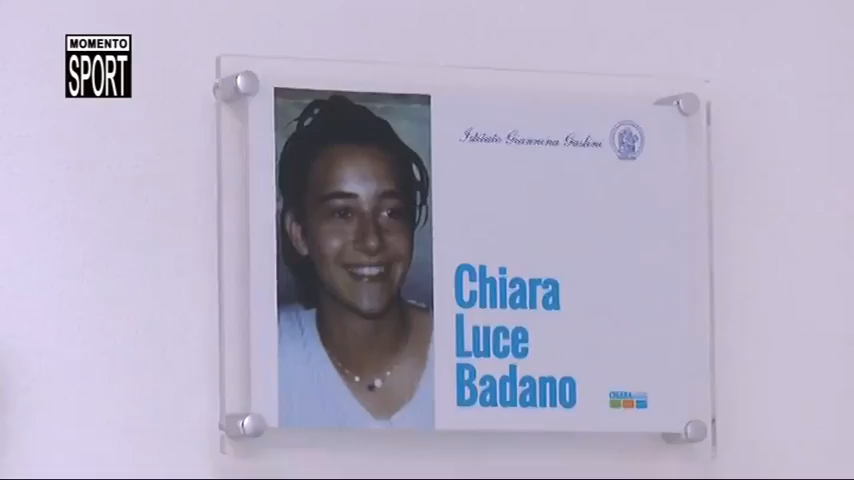 MOMENTO
SPORT
Istituto Giannina Gaslini
Chiara
Luce
Badano
CHIARA